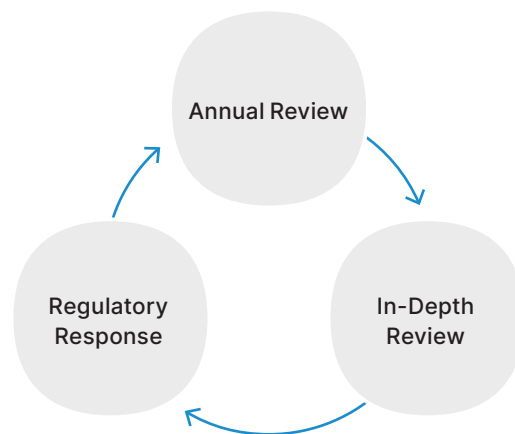 Annual Review
Regulatory
Response
In-Depth
Review